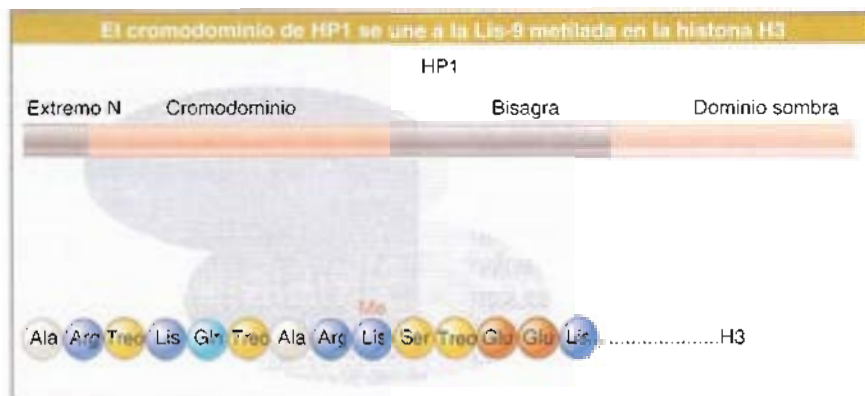 El cromodominio de HP1 se une a la Lis-9 metilada en la histona H3
HP1
Extremo N Cromodominio Bisagra Dominio sombra
Me
Ala Arg Treo Lis Gln Treo Ala Arg Lis Ser Treo Glu Glu Lis ................H3